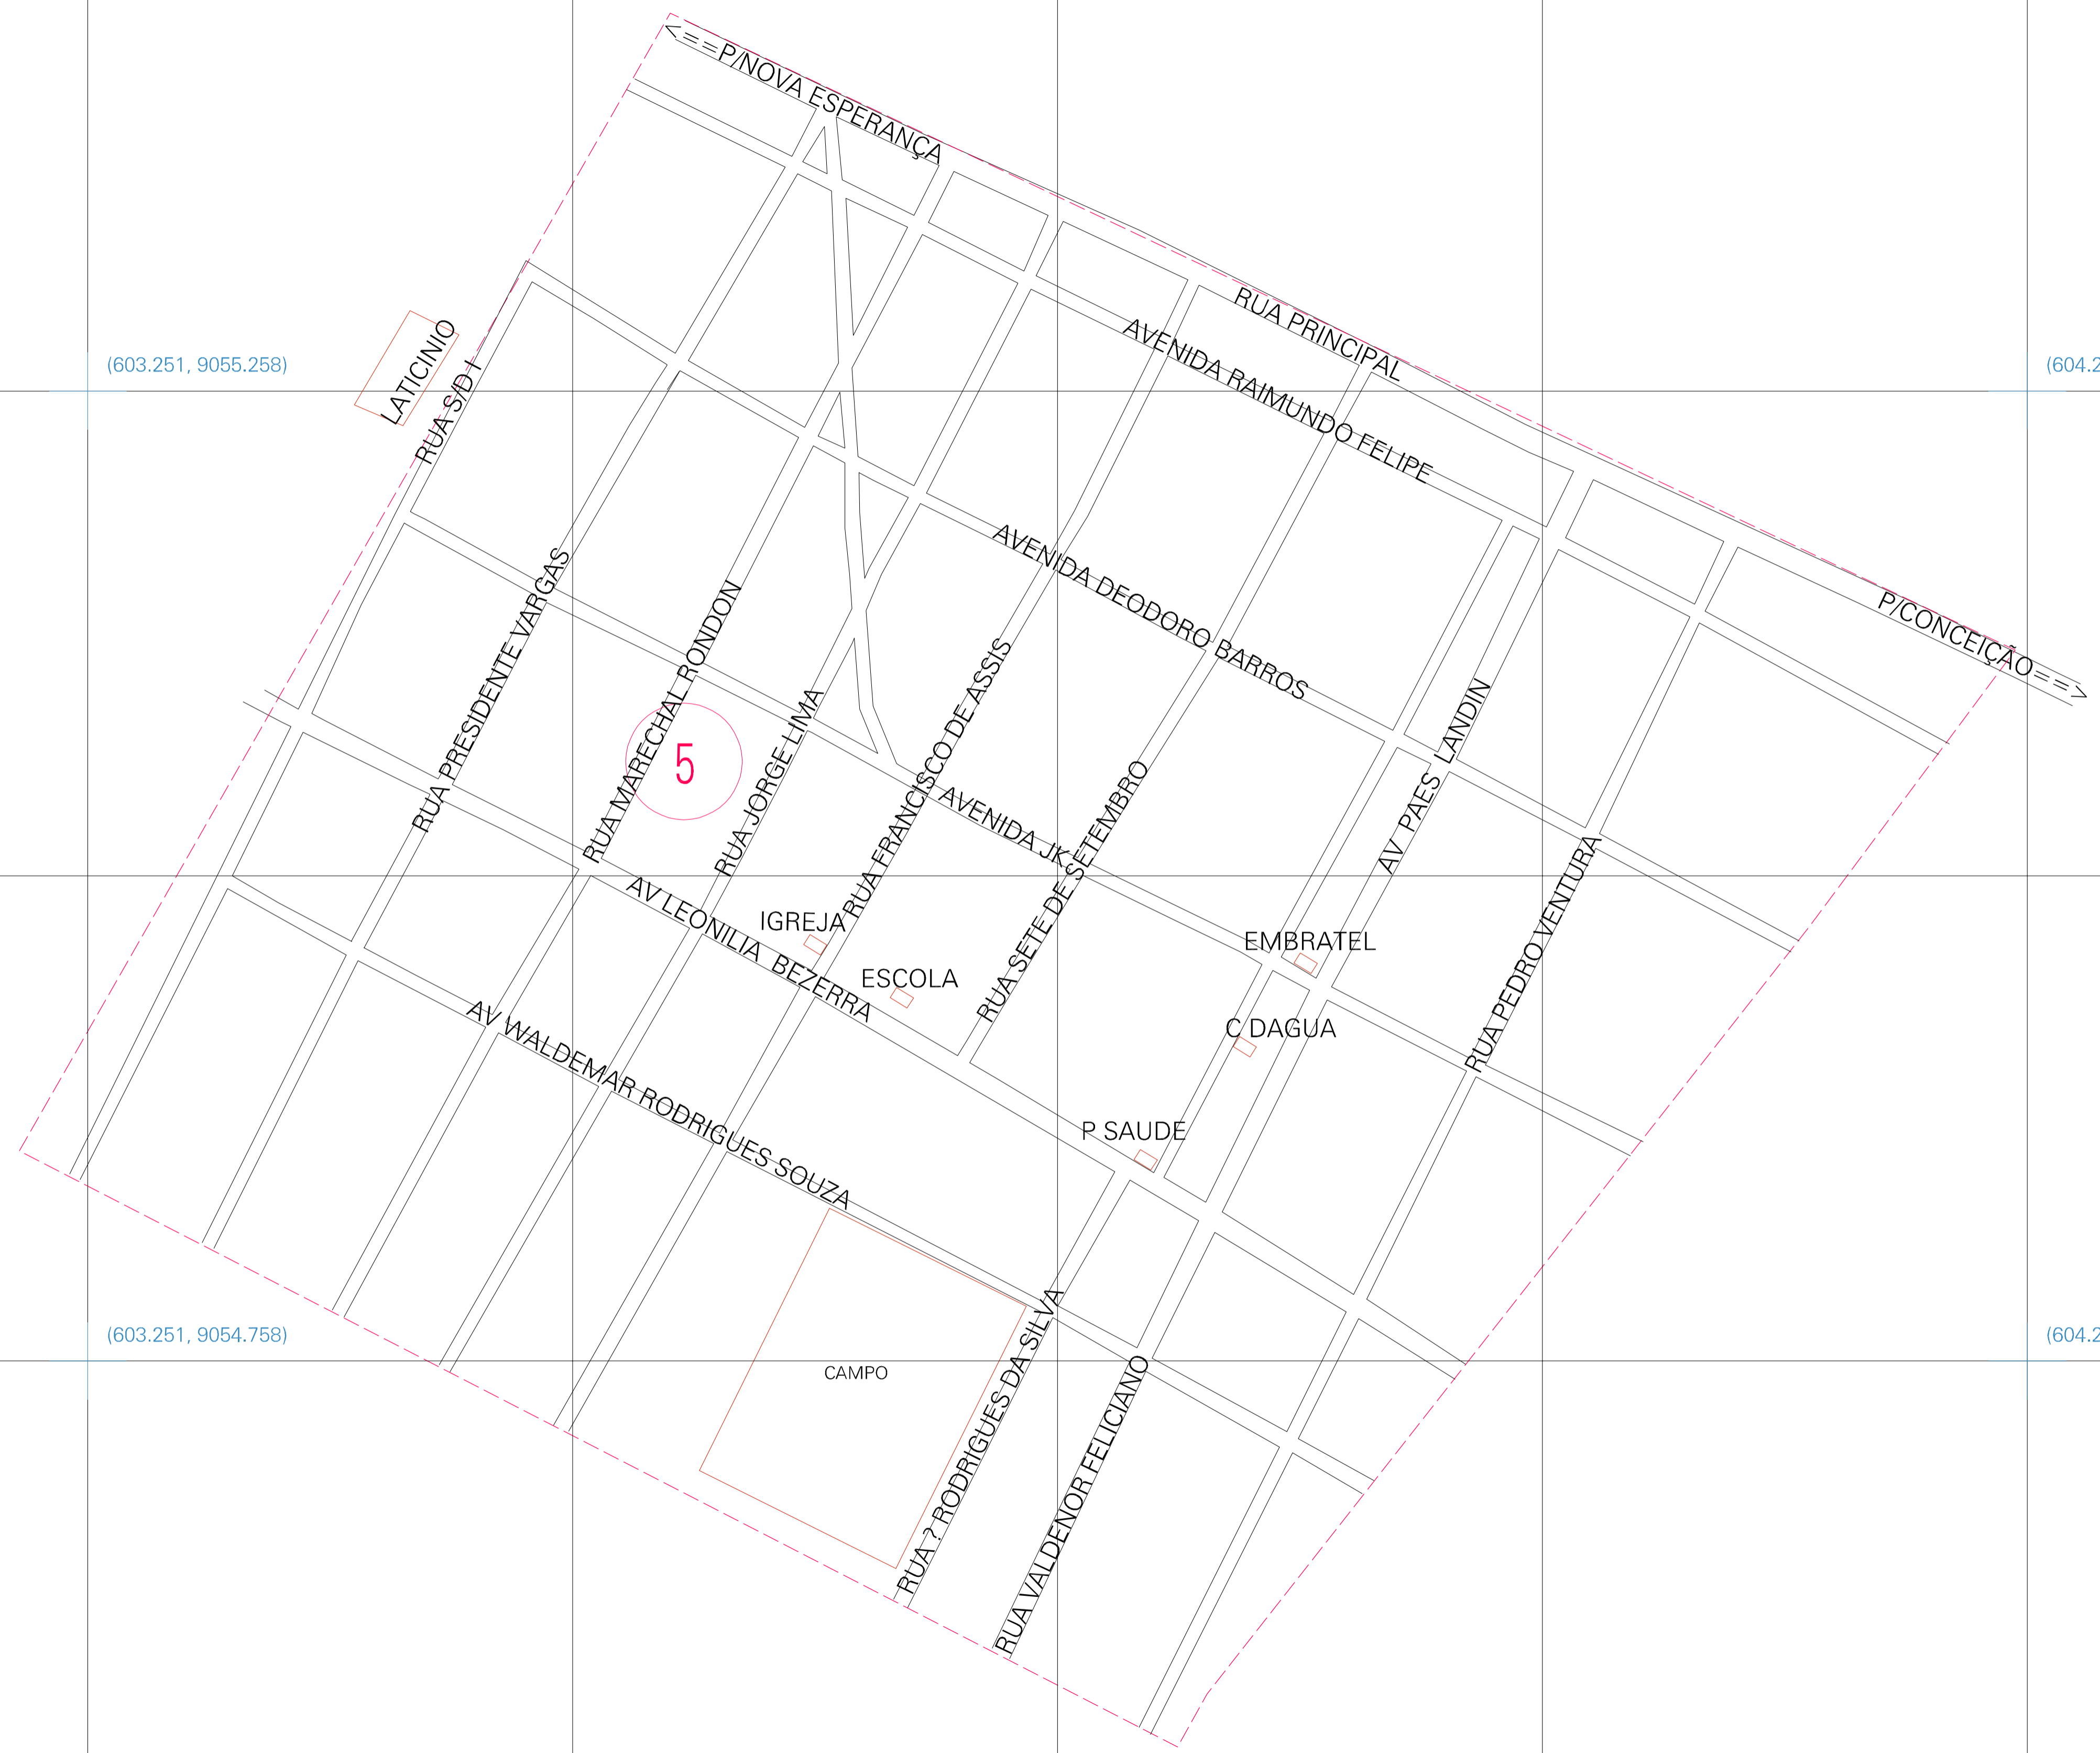 <==P/NOVA ESPERANÇA
RUA PRINCIPAL
AVENIDA RAIMUNDO FELIPE
LATICINIO
RUA S/D I
(603.251, 9055.258)
(604.2
AVENIDA DEODORO BARROS
P/CONCEIÇÃO==>
RUA PRESIDENTE VARGAS
RUA MARECHAL RONDON
RUA JORGE LIMA
RUA FRANCISCO DE ASSIS
RUA SETE DE SETEMBRO
AV PAES LANDIN
RUA PEDRO VENTURA
5
AVENIDA JK
AV LEONILIA BEZERRA
IGREJA
EMBRATEL
ESCOLA
C DAGUA
AV WALDEMAR RODRIGUES SOUZA
P SAUDE
(603.251, 9054.758)
(604.2
CAMPO
RUA ? RODRIGUES DA SILVA
RUA VALDENOR FELICIANO